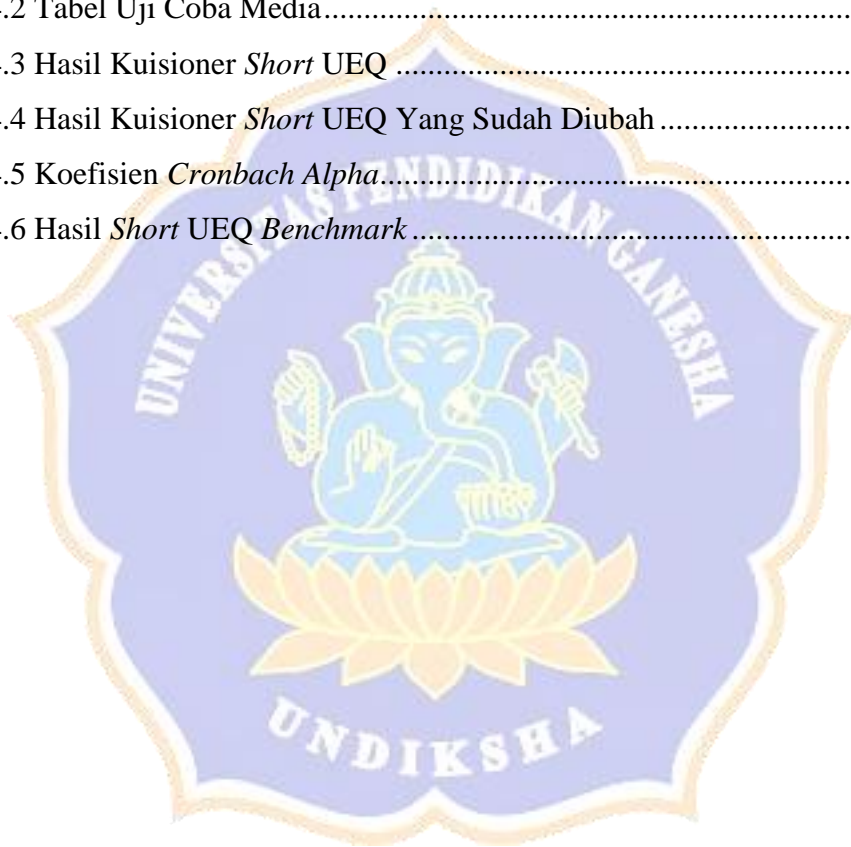 .2 Tabel Uji Coba Media....................................................
.3 Hasil Kuisioner Short UEQ ..............................................
.4 Hasil Kuisioner Short UEQ Yang Sudah Diubah ....................
.5 Koefisien Cronbach Alpha................................................
.6 Hasil Short UEQ Benchmark ............................................
UNIVERSITAS PENDIDIKAN GANESHA
UNDIKSHA